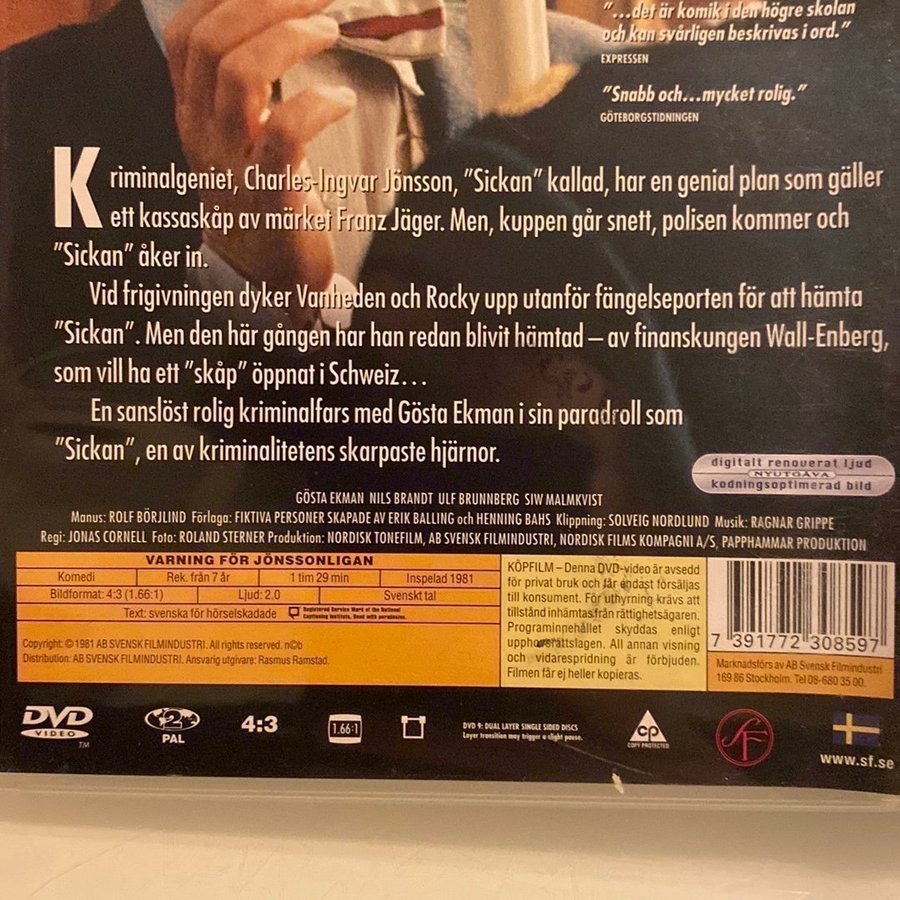 "...det är komik i den högre skolan
och kan svårligen beskrivas i ord."
EXPRESSEN
"Snabb och...mycket rolig."
GÖTEBORGSTIDNINGEN
Kriminalgeniet, Charles-Ingvar Jönsson, "Sickan" kallad, har en genial plan som gäller
ett kassaskåp av märket Franz Jäger. Men, kuppen går snett, polisen kommer och
"Sickan" åker in.
Vid frigivningen dyker Vanheden och Rocky upp utanför fängelseporten för att hämta
"Sickan". Men den här gången har han redan blivit hämtad – av finanskungen Wall-Enberg,
som vill ha ett "skåp" öppnat i Schweiz...
En sanslöst rolig kriminalfars med Gösta Ekman i sin paradroll som
"Sickan", en av kriminalitetens skarpaste hjärnor.
digitalt renoverat ljud
NYUTGÅVA
kodningsoptimerad bild
GÖSTA EKMAN NILS BRANDT ULF BRUNNBERG SIW MALMKVIST
Manus: ROLF BÖRJLIND Förlaga: FIKTIVA PERSONER SKAPADE AV ERIK BALLING och HENNING BAHS Klippning: SOLVEIG NORDLUND Musik: RAGNAR GRIPPE
Regi: JONAS CORNELL Foto: ROLAND STERNER Produktion: NORDISK TONEFILM, AB SVENSK FILMINDUSTRI, NORDISK FILMS KOMPAGNI A/S, PAPPHAMMAR PRODUKTION
VARNING FÖR JÖNSSONLIGAN
Komedi Rek. från 7 år 1 tim 29 min Inspelad 1981
Bildformat: 4:3 (1.66:1) Ljud: 2.0 Svenskt tal
Text: svenska för hörselskadade Registered Service Mark of the National
Captioning Institute. Used with permission.
Copyright: ©1981 AB SVENSK FILMINDUSTRI. All rights reserved. n©b
Distribution: AB SVENSK FILMINDUSTRI. Ansvarig utgivare: Rasmus Ramstad.
KÖPFILM – Denna DVD-video är avsedd
för privat bruk och får endast försäljas
till konsument. För uthyrning krävs att
tillstånd inhämtas från rättighetsägaren.
Programinnehållet skyddas enligt
upphovsrättslagen. All annan visning
och vidarespridning är förbjuden.
Filmen får ej heller kopieras.
7 391772 308597
Marknadsförs av AB Svensk Filmindustri
169 86 Stockholm. Tel 08-680 35 00.
DVD
VIDEO
TM
2
PAL
4:3
1.66:1
DVD 9: DUAL LAYER SINGLE SIDED DISCS
Layer transition may trigger a slight pause.
CP
COPY PROTECTED
SF
www.sf.se